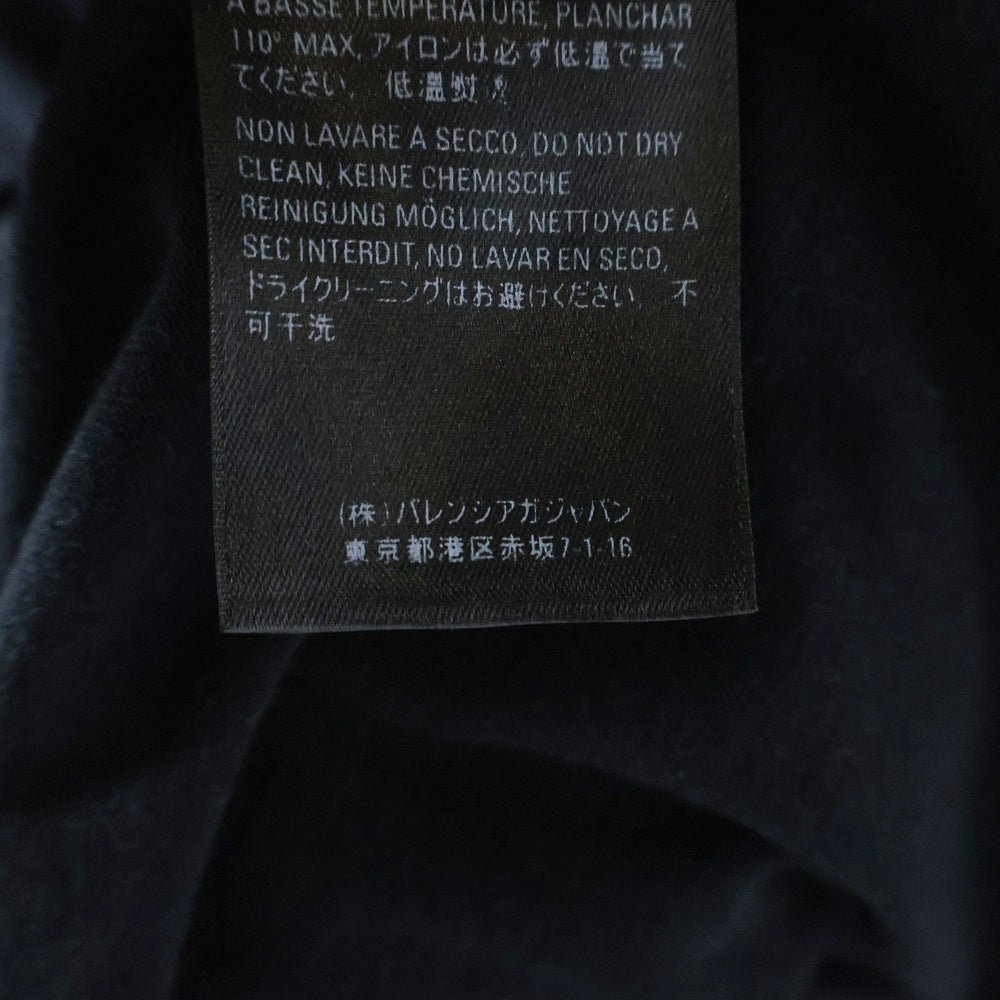 A BASSE TEMPÉRATURE, PLANCHAR
110° MAX, アイロンは必ず低温で当て
てください, 低温熨
NON LAVARE A SECCO, DO NOT DRY
CLEAN, KEINE CHEMISCHE
REINIGUNG MÖGLICH, NETTOYAGE A
SEC INTERDIT, NO LAVAR EN SECO,
ドライクリーニングはお避けください, 不
可干洗
(株)バレンシアガジャパン
東京都港区赤坂7-1-16